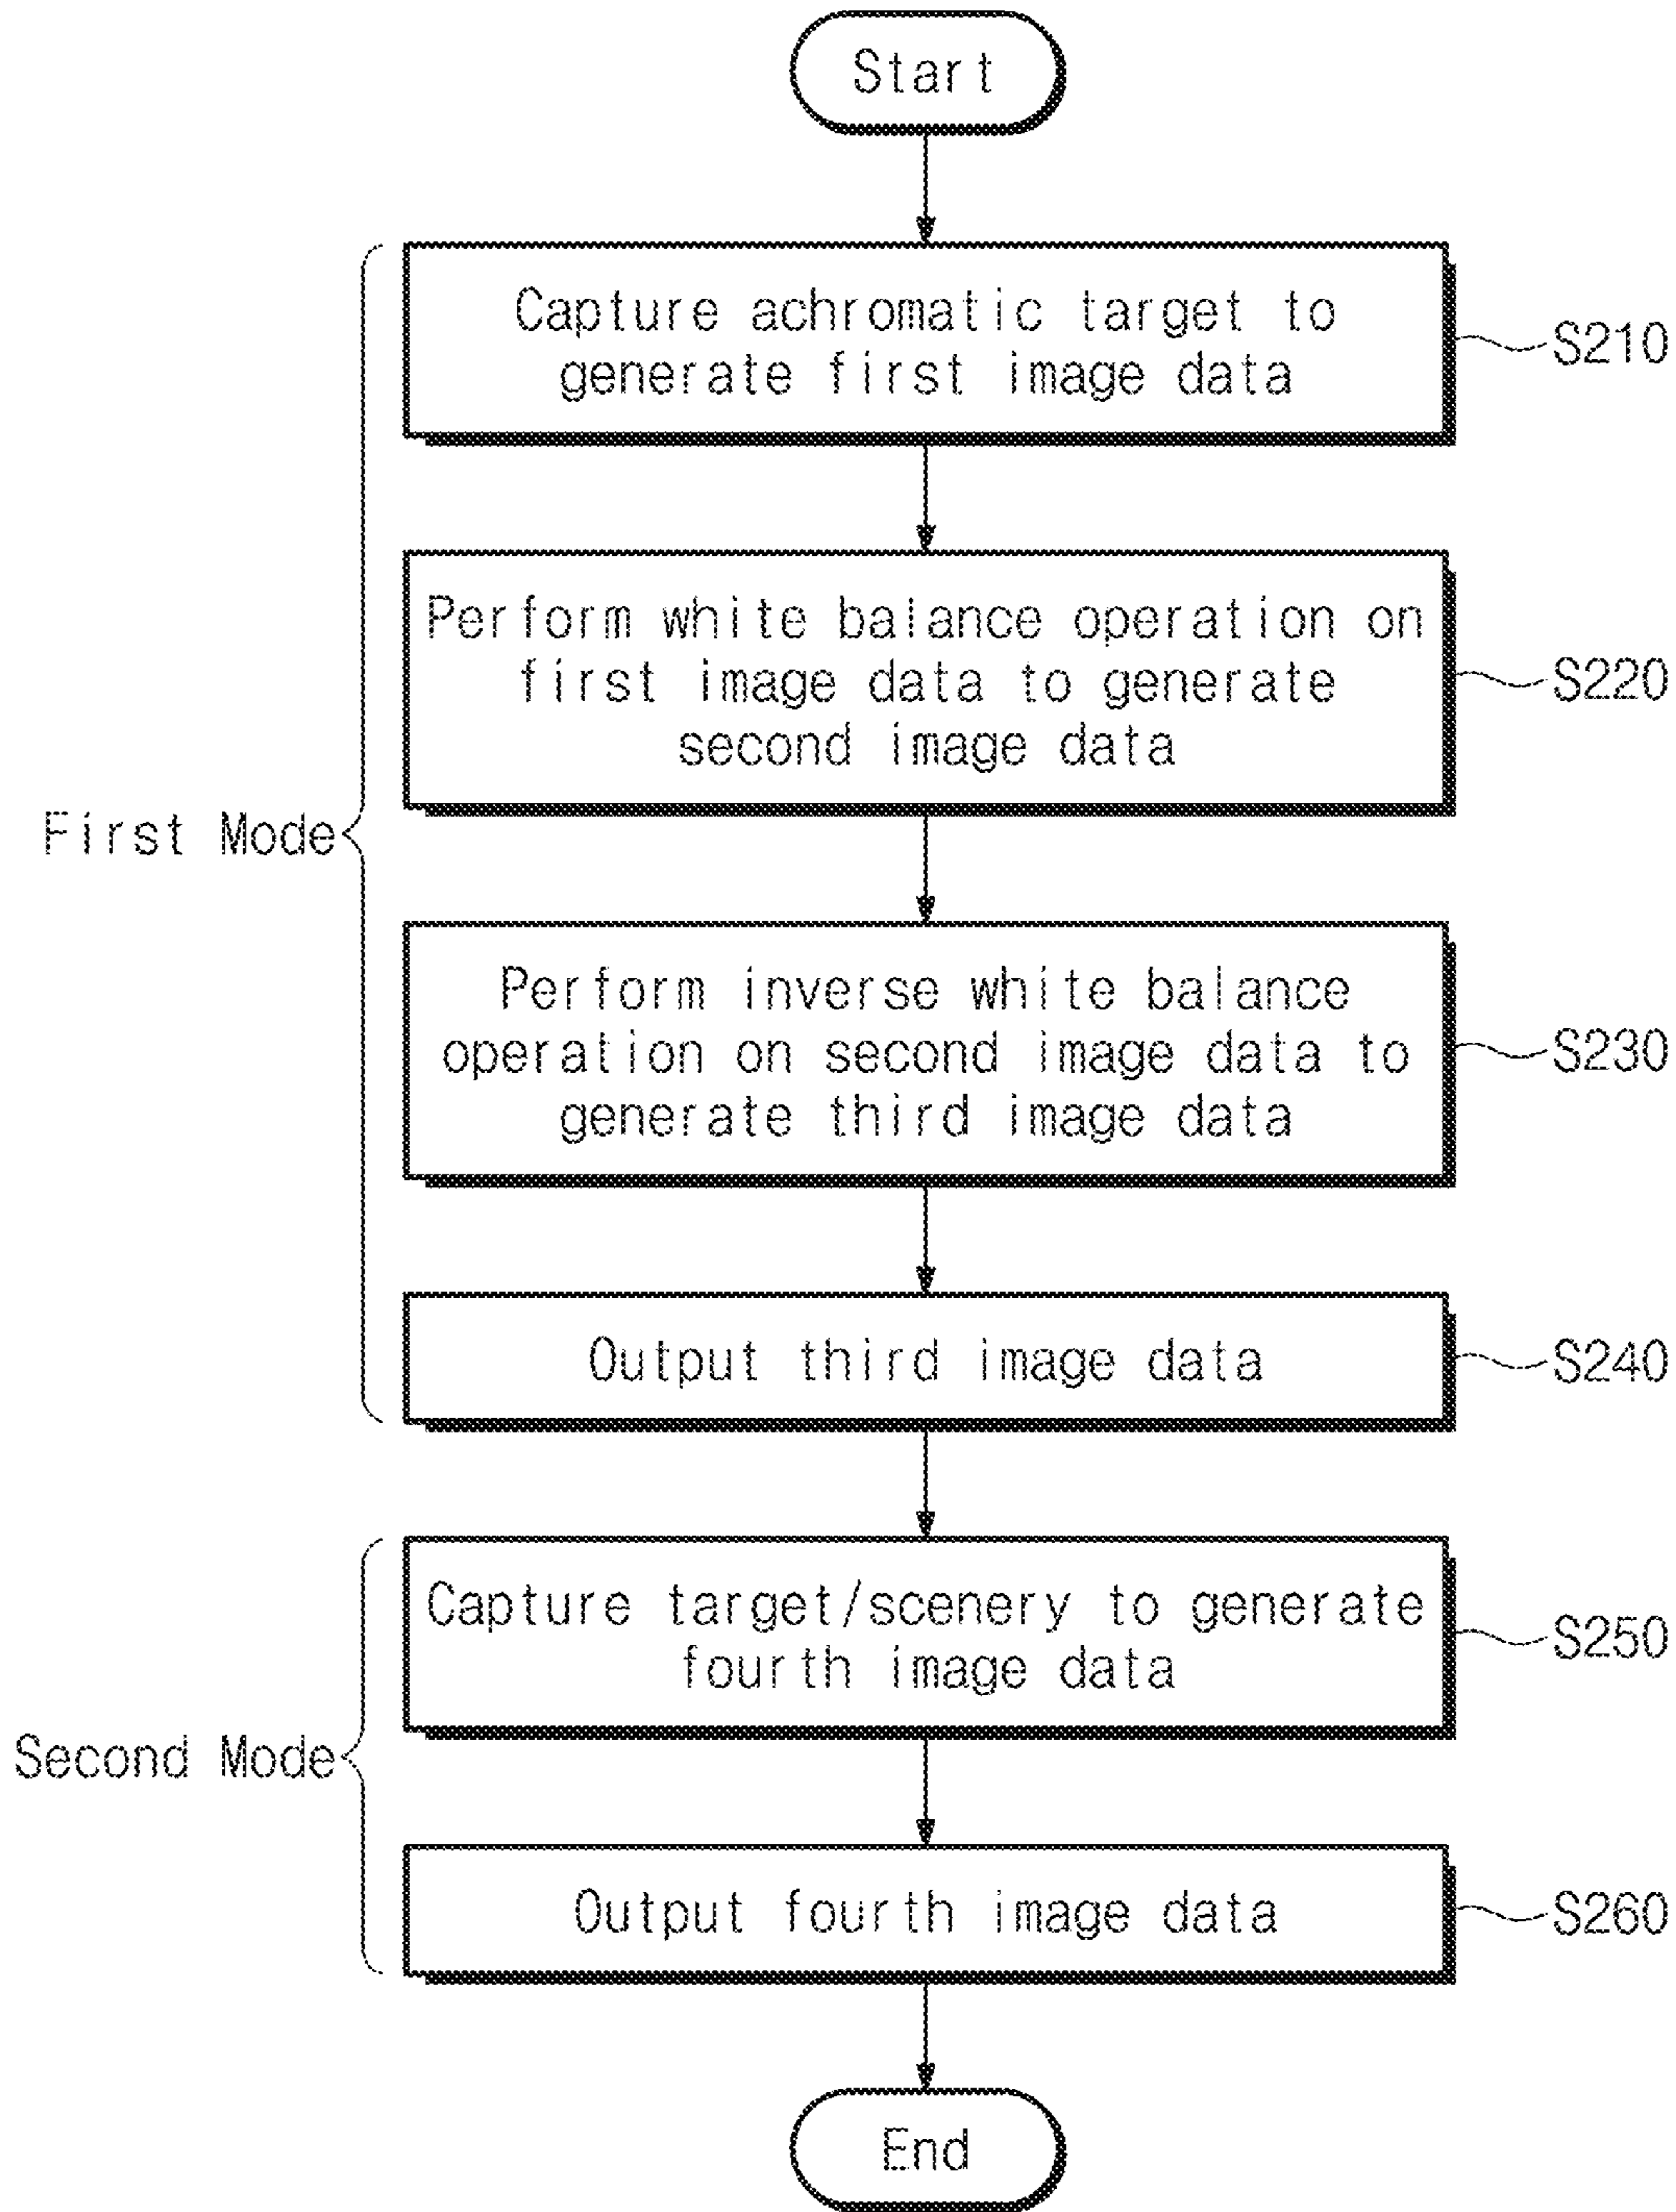 Start
Capture achromatic target to
generate first image data
S210
Perform white balance operation on
first image data to generate
second image data
S220
First Mode
Perform inverse white balance
operation on second image data to
generate third image data
S230
Output third image data
S240
Capture target/scenery to generate
fourth image data
S250
Second Mode
Output fourth image data
S260
End